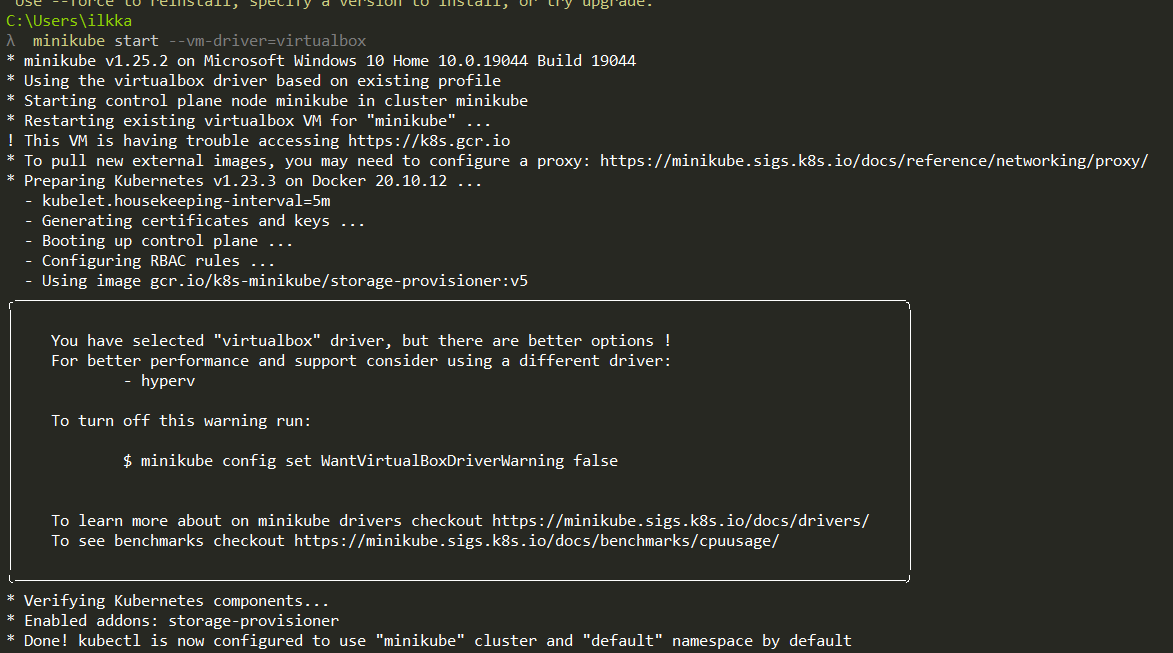 Use --force to reinstall, specify a version to install, or try upgrade.
C:\Users\ilkka
λ  minikube start --vm-driver=virtualbox
* minikube v1.25.2 on Microsoft Windows 10 Home 10.0.19044 Build 19044
* Using the virtualbox driver based on existing profile
* Starting control plane node minikube in cluster minikube
* Restarting existing virtualbox VM for "minikube" ...
! This VM is having trouble accessing https://k8s.gcr.io
* To pull new external images, you may need to configure a proxy: https://minikube.sigs.k8s.io/docs/reference/networking/proxy/
* Preparing Kubernetes v1.23.3 on Docker 20.10.12 ...
  - kubelet.housekeeping-interval=5m
  - Generating certificates and keys ...
  - Booting up control plane ...
  - Configuring RBAC rules ...
  - Using image gcr.io/k8s-minikube/storage-provisioner:v5
You have selected "virtualbox" driver, but there are better options !
For better performance and support consider using a different driver:
        - hyperv
To turn off this warning run:
        $ minikube config set WantVirtualBoxDriverWarning false
To learn more about on minikube drivers checkout https://minikube.sigs.k8s.io/docs/drivers/
To see benchmarks checkout https://minikube.sigs.k8s.io/docs/benchmarks/cpuusage/
* Verifying Kubernetes components...
* Enabled addons: storage-provisioner
* Done! kubectl is now configured to use "minikube" cluster and "default" namespace by default